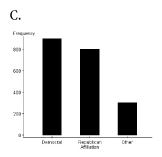 C.
Frequency
800
600
400
200
0
Democrat Republican Other
Affiliation